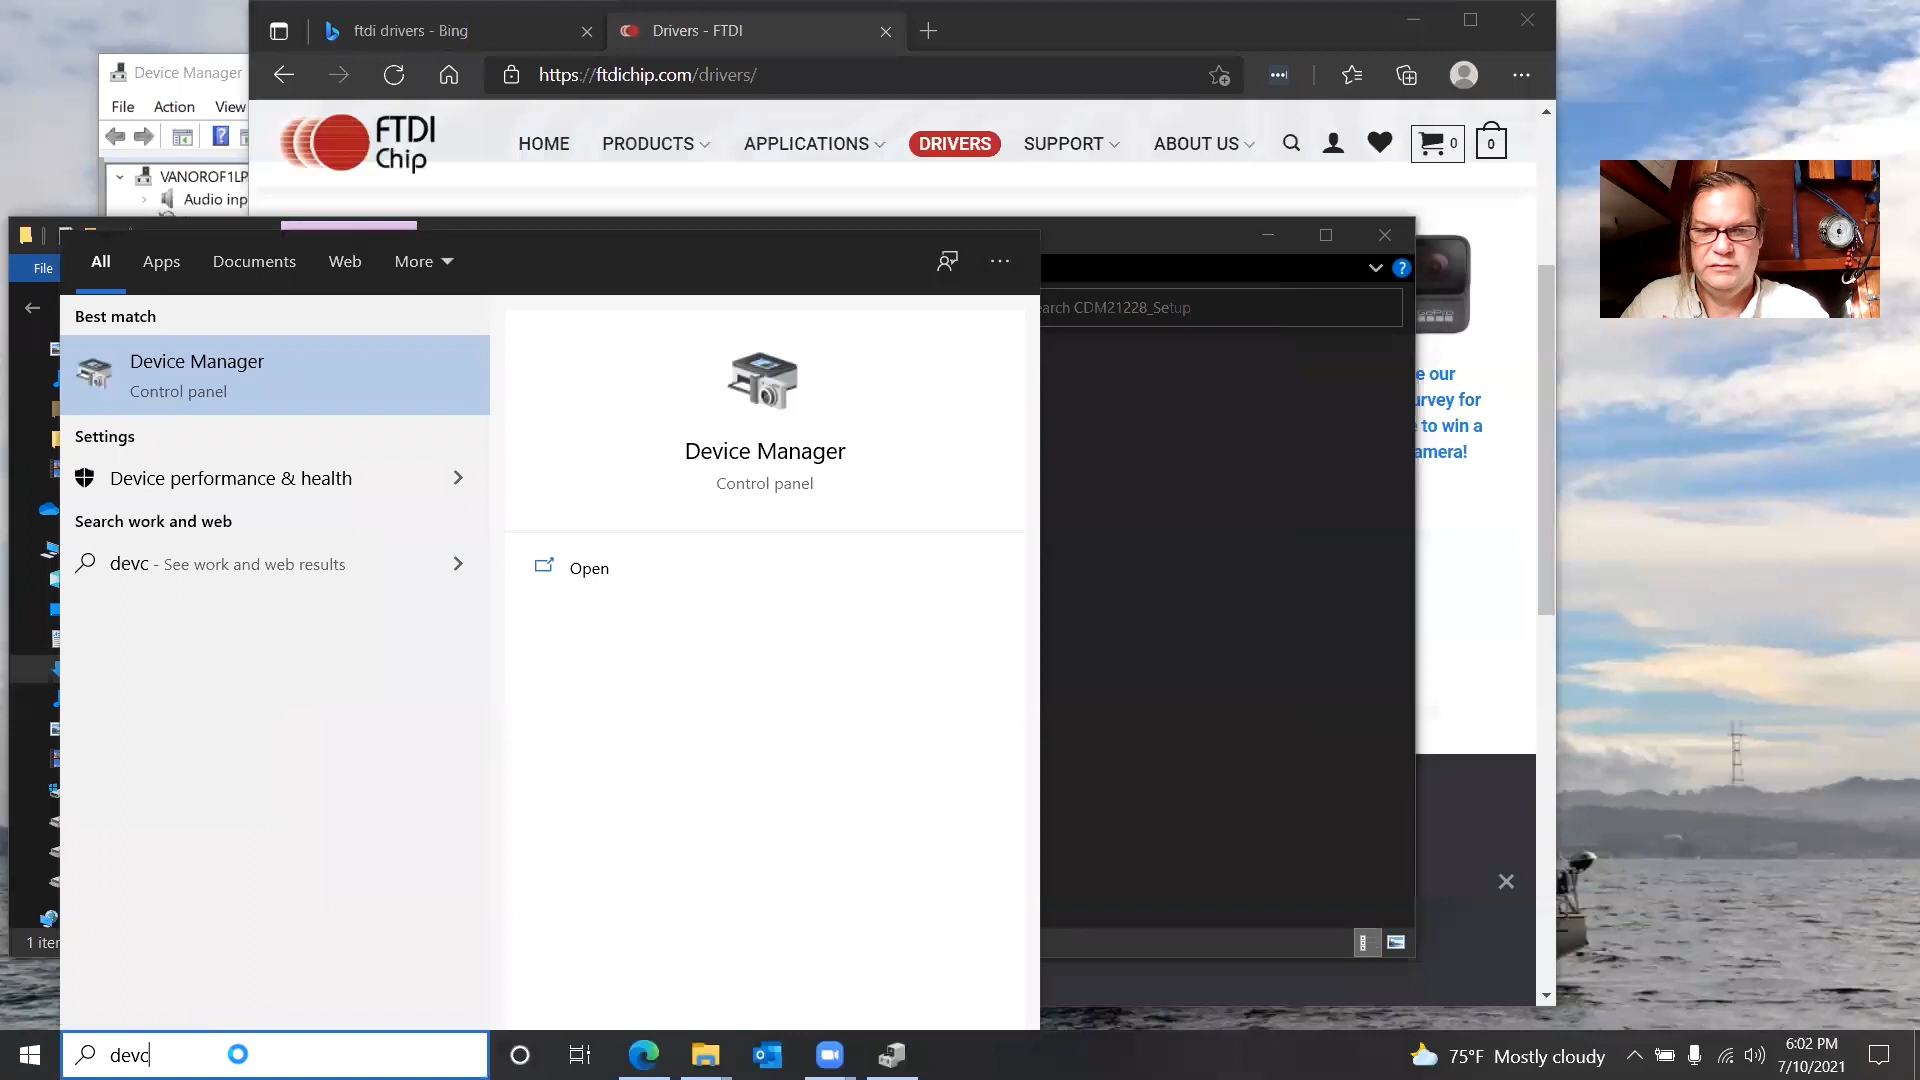 ftdi drivers - Bing
Drivers - FTDI
https://ftdichip.com/drivers/
Device Manager
File Action View
FTDI
Chip
HOME PRODUCTS APPLICATIONS DRIVERS SUPPORT ABOUT US 0 0
VANOROF1LP
Audio inp
File
All Apps Documents Web More
Best match
Device Manager
Control panel
Settings
Device performance & health
Search work and web
devc - See work and web results
Device Manager
Control panel
Open
earch CDM21228_Setup
GoPro
e our
urvey for
e to win a
amera!
1 iter
devc
75°F Mostly cloudy
6:02 PM
7/10/2021